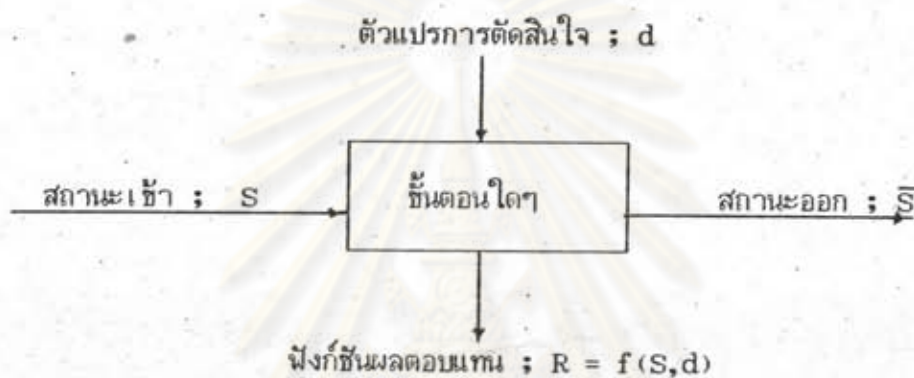 ตัวแปรการตัดสินใจ ; d
สถานะเข้า ; S
ขั้นตอนใดๆ
สถานะออก ; S̅
ฟังก์ชันผลตอบแทน ; R = f(S,d)